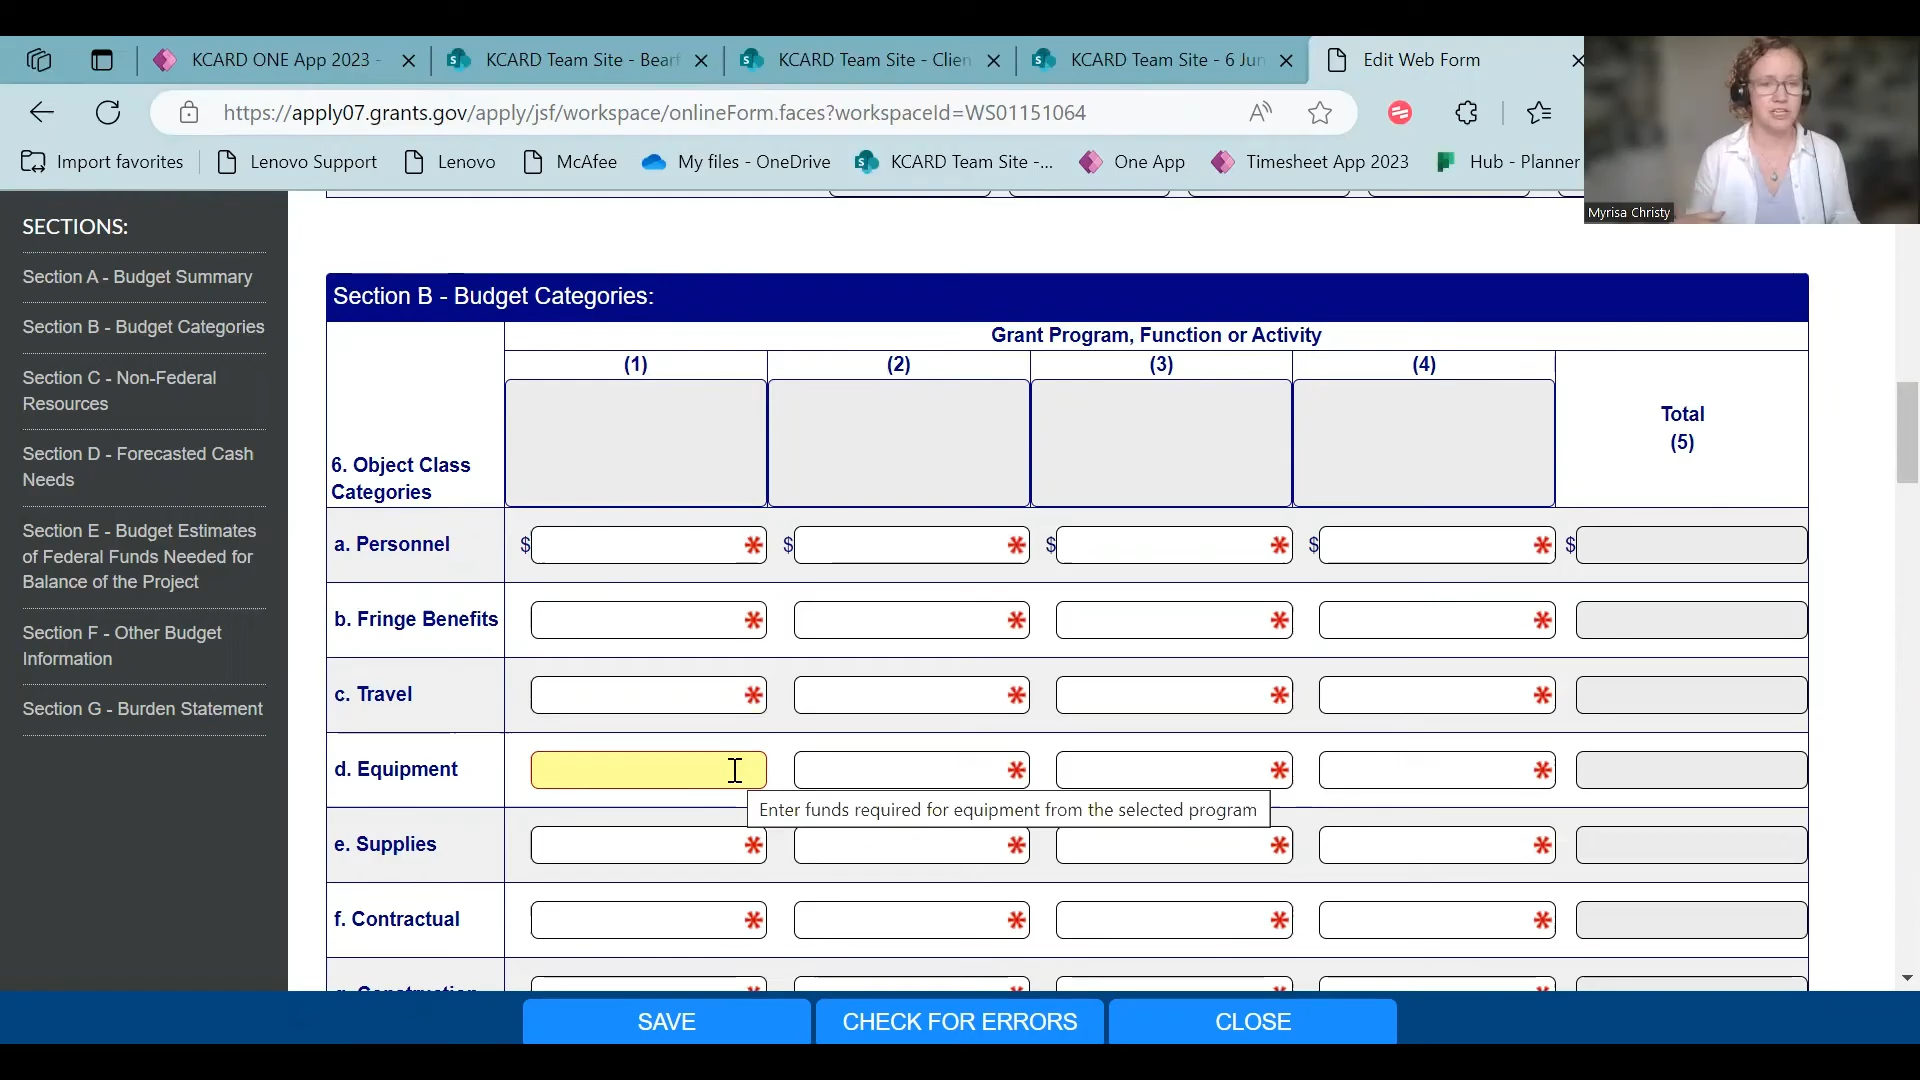 KCARD ONE App 2023 -
KCARD Team Site - Bearf
KCARD Team Site - Clien
KCARD Team Site - 6 Jun
Edit Web Form
https://apply07.grants.gov/apply/jsf/workspace/onlineForm.faces?workspaceId=WS01151064
Import favorites
Lenovo Support
Lenovo
McAfee
My files - OneDrive
KCARD Team Site -...
One App
Timesheet App 2023
Hub - Planner
Myrisa Christy
SECTIONS:
Section A - Budget Summary
Section B - Budget Categories
Section C - Non-Federal
Resources
Section D - Forecasted Cash
Needs
Section E - Budget Estimates
of Federal Funds Needed for
Balance of the Project
Section F - Other Budget
Information
Section G - Burden Statement
Section B - Budget Categories:
Grant Program, Function or Activity
(1) (2) (3) (4)
Total
(5)
6. Object Class
Categories
a. Personnel $ * $ * $ * $ * $
b. Fringe Benefits * * * *
c. Travel * * * *
d. Equipment * * *
Enter funds required for equipment from the selected program
e. Supplies * * * *
f. Contractual * * * *
g. Construction * * * *
SAVE
CHECK FOR ERRORS
CLOSE